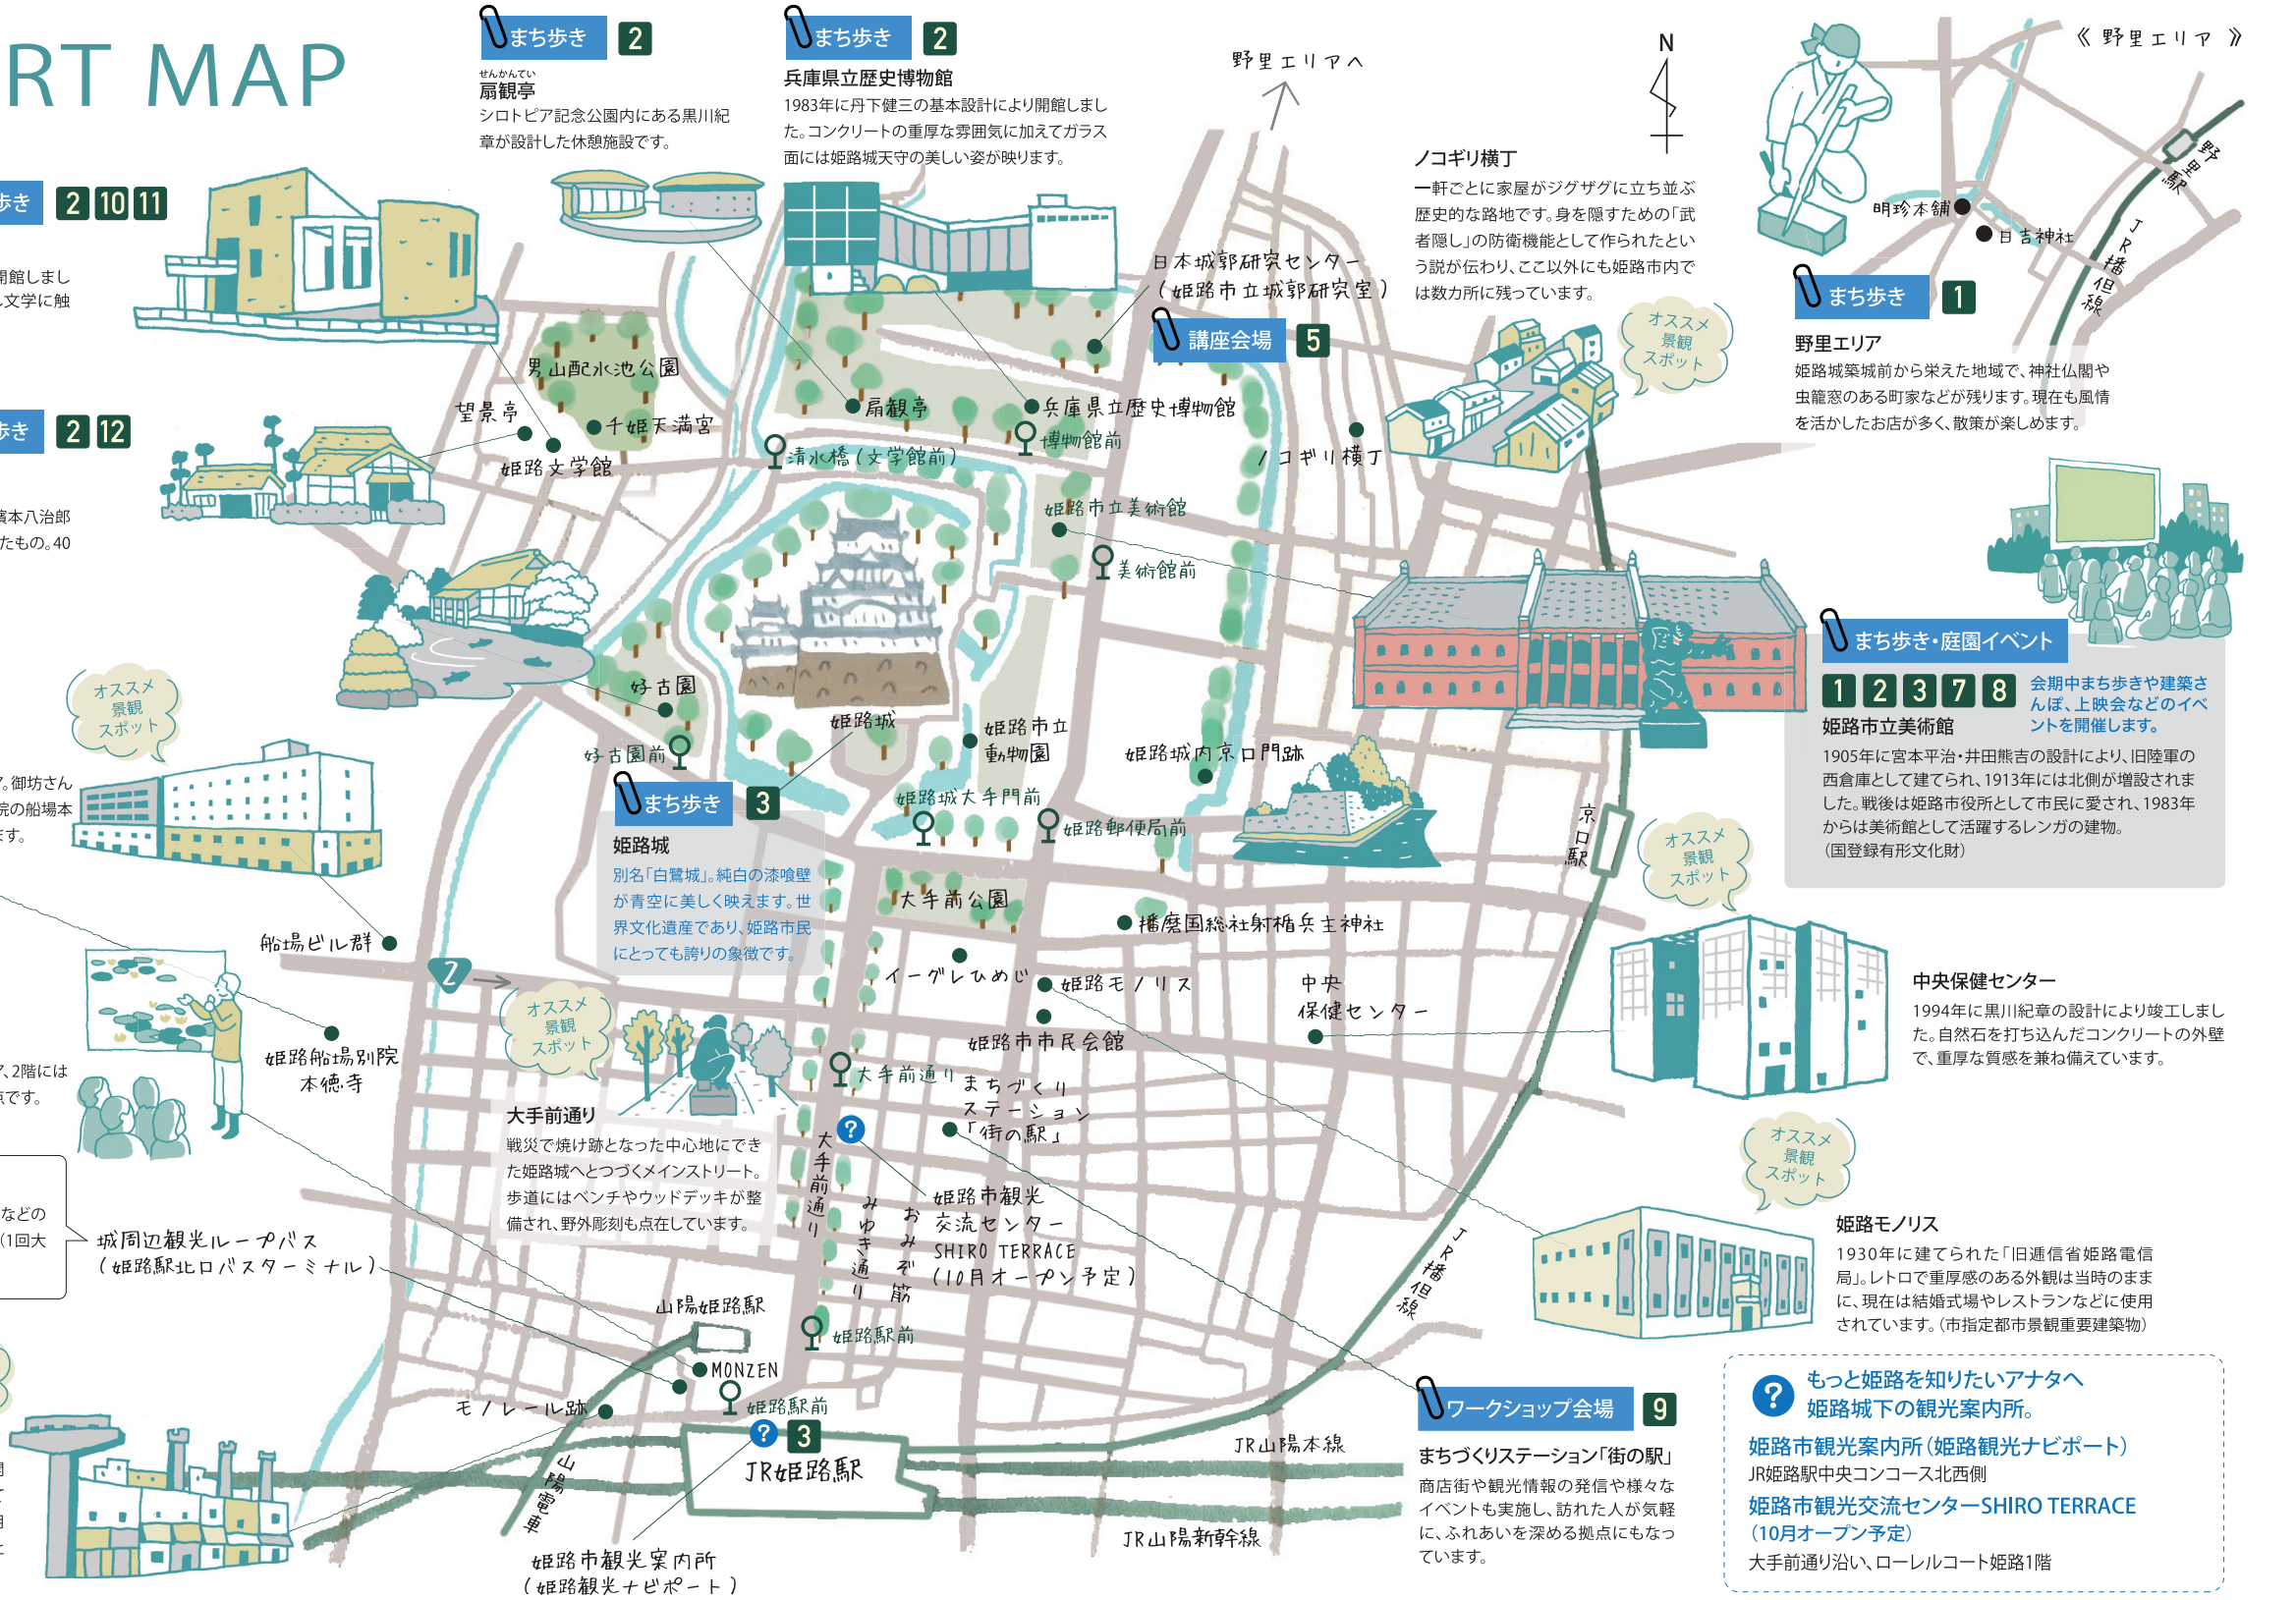 RT MAP
まち歩き 2
せんかんてい
扇観亭
シロトピア記念公園内にある黒川紀
章が設計した休憩施設です。
まち歩き 2
兵庫県立歴史博物館
1983年に丹下健三の基本設計により開館しまし
た。コンクリートの重厚な雰囲気に加えてガラス
面には姫路城天守の美しい姿が映ります。
野里エリアへ
N
ノコギリ横丁
一軒ごとに家屋がジグザグに立ち並ぶ
歴史的な路地です。身を隠すための「武
者隠し」の防衛機能として作られたとい
う説が伝わり、ここ以外にも姫路市内で
は数カ所に残っています。
オススメ
景観
スポット
《 野里エリア 》
野里駅
明珍本舗
日吉神社
JR播但線
まち歩き 1
野里エリア
姫路城築城前から栄えた地域で、神社仏閣や
虫籠窓のある町家などが残ります。現在も風情
を活かしたお店が多く、散策が楽しめます。
歩き 2 10 11
開館しまし
文学に触
歩き 2 12
濱本八治郎
たもの。40
日本城郭研究センター
(姫路市立城郭研究室)
講座会場 5
男山配水池公園
望景亭
千姫天満宮
姫路文学館
扇観亭
兵庫県立歴史博物館
博物館前
清水橋(文学館前)
ノコギリ横丁
姫路市立美術館
美術館前
まち歩き・庭園イベント
1 2 3 7 8
会期中まち歩きや建築さ
んぽ、上映会などのイベ
ントを開催します。
姫路市立美術館
1905年に宮本平治・井田熊吉の設計により、旧陸軍の
西倉庫として建てられ、1913年には北側が増設されま
した。戦後は姫路市役所として市民に愛され、1983年
からは美術館として活躍するレンガの建物。
(国登録有形文化財)
オススメ
景観
スポット
好古園
好古園前
姫路城
姫路市立
動物園
姫路城内京口門跡
姫路城大手門前
姫路郵便局前
京口駅
ア。御坊さん
院の船場本
ます。
まち歩き 3
姫路城
別名「白鷺城」。純白の漆喰壁
が青空に美しく映えます。世
界文化遺産であり、姫路市民
にとっても誇りの象徴です。
大手前公園
播磨国総社射楯兵主神社
船場ビル群
2
イーグレひめじ
姫路モノリス
姫路市市民会館
中央
保健センター
オススメ
景観
スポット
中央保健センター
1994年に黒川紀章の設計により竣工しまし
た。自然石を打ち込んだコンクリートの外壁
で、重厚な質感を兼ね備えています。
姫路船場別院
本徳寺
ア、2階には
点です。
オススメ
景観
スポット
大手前通り
戦災で焼け跡となった中心地にでき
た姫路城へとつづくメインストリート。
歩道にはベンチやウッドデッキが整
備され、野外彫刻も点在しています。
大手前通り
まちづくり
ステーション
「街の駅」
?
大手前通り
みゆき通り
おみぞ筋
姫路市観光
交流センター
SHIRO TERRACE
(10月オープン予定)
JR播但線
オススメ
景観
スポット
姫路モノリス
1930年に建てられた「旧逓信省姫路電信
局」。レトロで重厚感のある外観は当時のまま
に、現在は結婚式場やレストランなどに使用
されています。(市指定都市景観重要建築物)
などの
(1回大
城周辺観光ループバス
(姫路駅北口バスターミナル)
山陽姫路駅
姫路駅前
MONZEN
姫路駅前
モノレール跡
? 3
JR姫路駅
山陽電車
JR山陽本線
JR山陽新幹線
姫路市観光案内所
(姫路観光ナビポート)
ワークショップ会場 9
まちづくりステーション「街の駅」
商店街や観光情報の発信や様々な
イベントも実施し、訪れた人が気軽
に、ふれあいを深める拠点にもなっ
ています。
?
もっと姫路を知りたいアナタへ
姫路城下の観光案内所。
姫路市観光案内所(姫路観光ナビポート)
JR姫路駅中央コンコース北西側
姫路市観光交流センターSHIRO TERRACE
(10月オープン予定)
大手前通り沿い、ローレルコート姫路1階